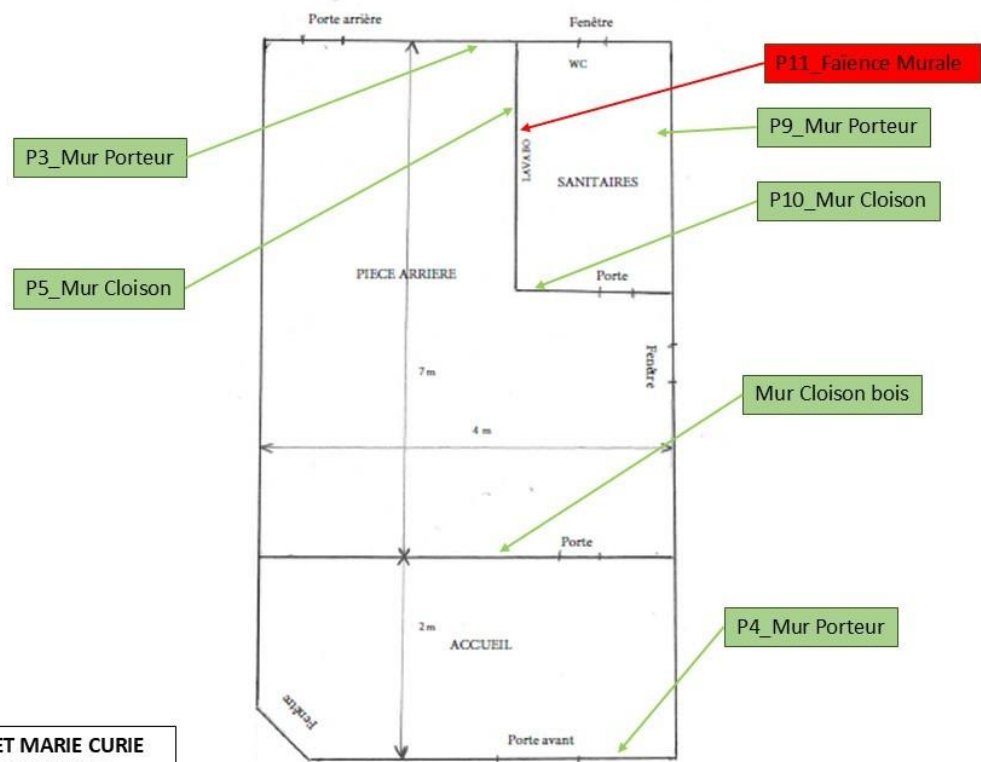 Porte arrière
Fenêtre
WC
P11_Faïence Murale
P9_Mur Porteur
P3_Mur Porteur
LAVABO
SANITAIRES
P10_Mur Cloison
PIECE ARRIERE
P5_Mur Cloison
Porte
Fenêtre
7 m
Mur Cloison bois
4 m
Porte
P4_Mur Porteur
2 m
ACCUEIL
Fenêtre
Porte avant
ET MARIE CURIE